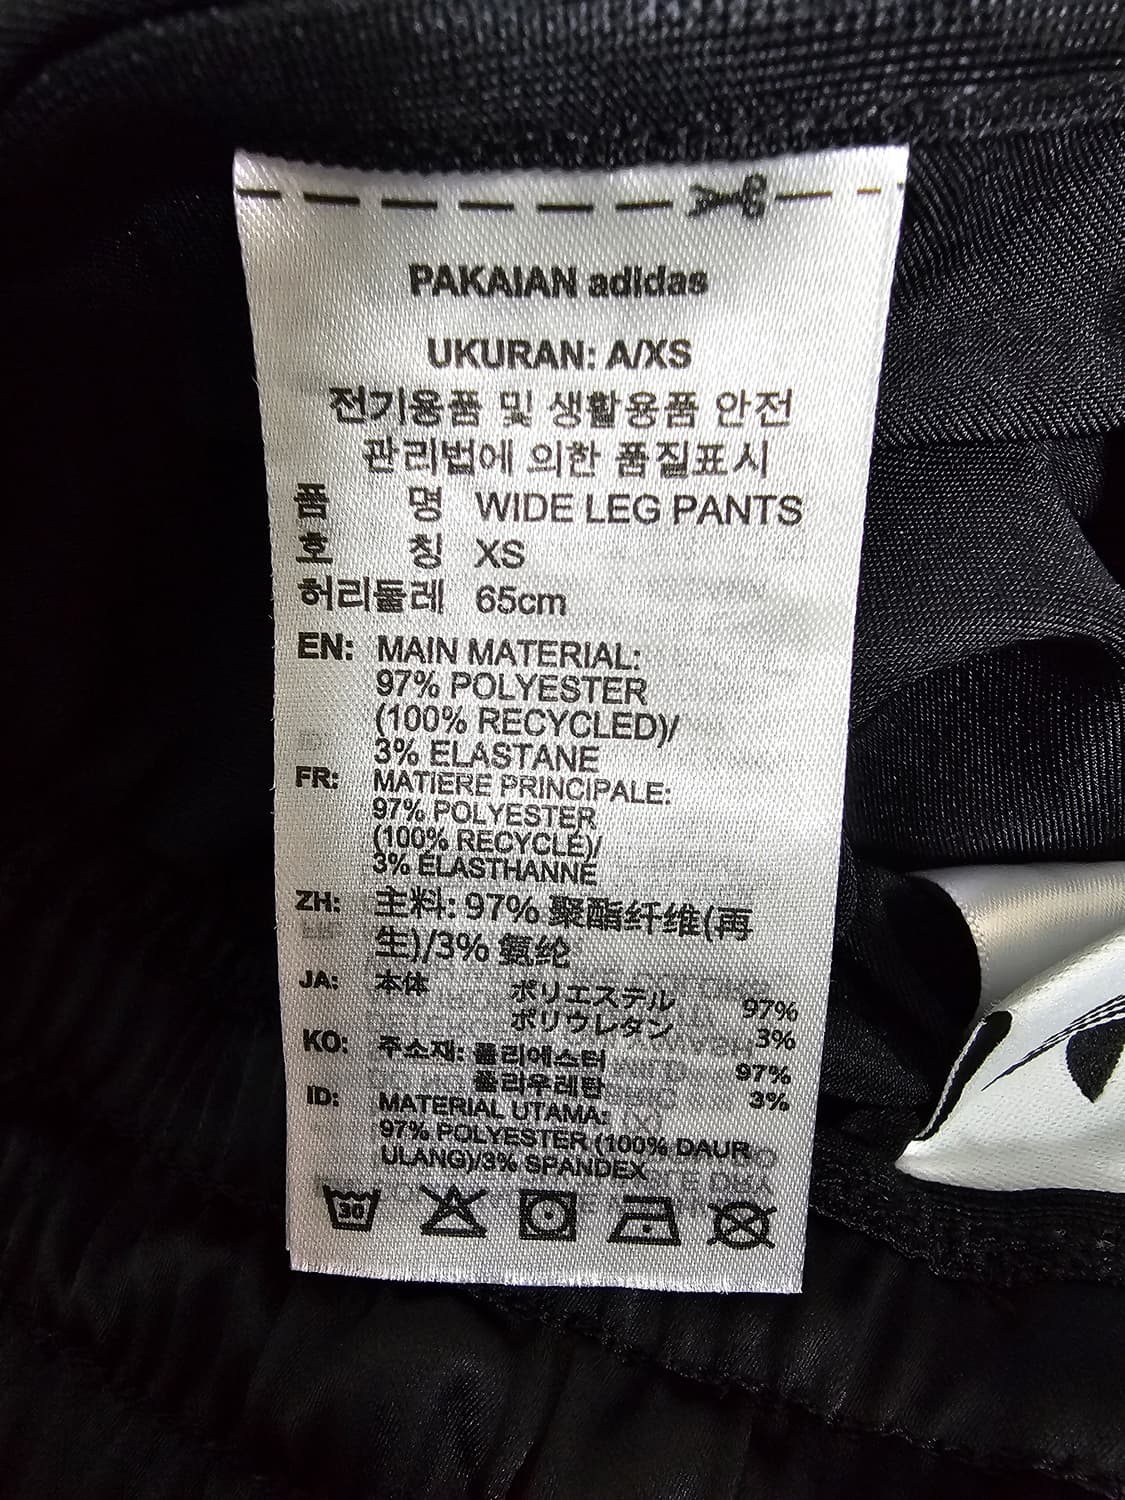 PAKAIAN adidas
UKURAN: A/XS
전기용품 및 생활용품 안전
관리법에 의한 품질표시
품 명 WIDE LEG PANTS
호 칭 XS
허리둘레 65cm
EN: MAIN MATERIAL:
97% POLYESTER
(100% RECYCLED)/
3% ELASTANE
FR: MATIERE PRINCIPALE:
97% POLYESTER
(100% RECYCLÉ)/
3% ÉLASTHANNE
ZH: 主料: 97% 聚酯纤维(再
生)/3% 氨纶
JA: 本体 ポリエステル 97%
ポリウレタン 3%
KO: 주소재: 폴리에스터 97%
폴리우레탄 3%
ID: MATERIAL UTAMA:
97% POLYESTER (100% DAUR
ULANG)/3% SPANDEX
30